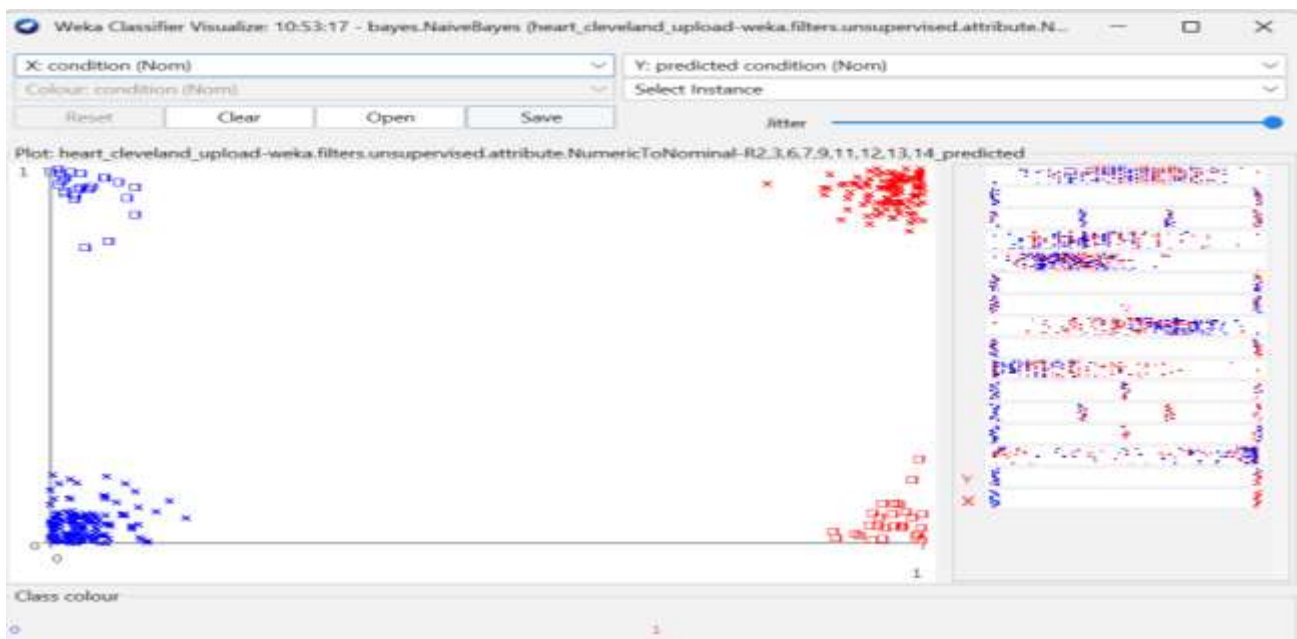 Weka Classifier Visualize: 10:53:17 - bayes.NaiveBayes (heart_cleveland_upload-weka.filters.unsupervised.attribute.N...
X: condition (Nom)
Y: predicted condition (Nom)
Colour: condition (Nom)
Select Instance
Reset
Clear
Open
Save
Jitter
Plot: heart_cleveland_upload-weka.filters.unsupervised.attribute.NumericToNominal-R2,3,6,7,9,11,12,13,14_predicted
1
Y
X
0
0
1
Class colour
0
1